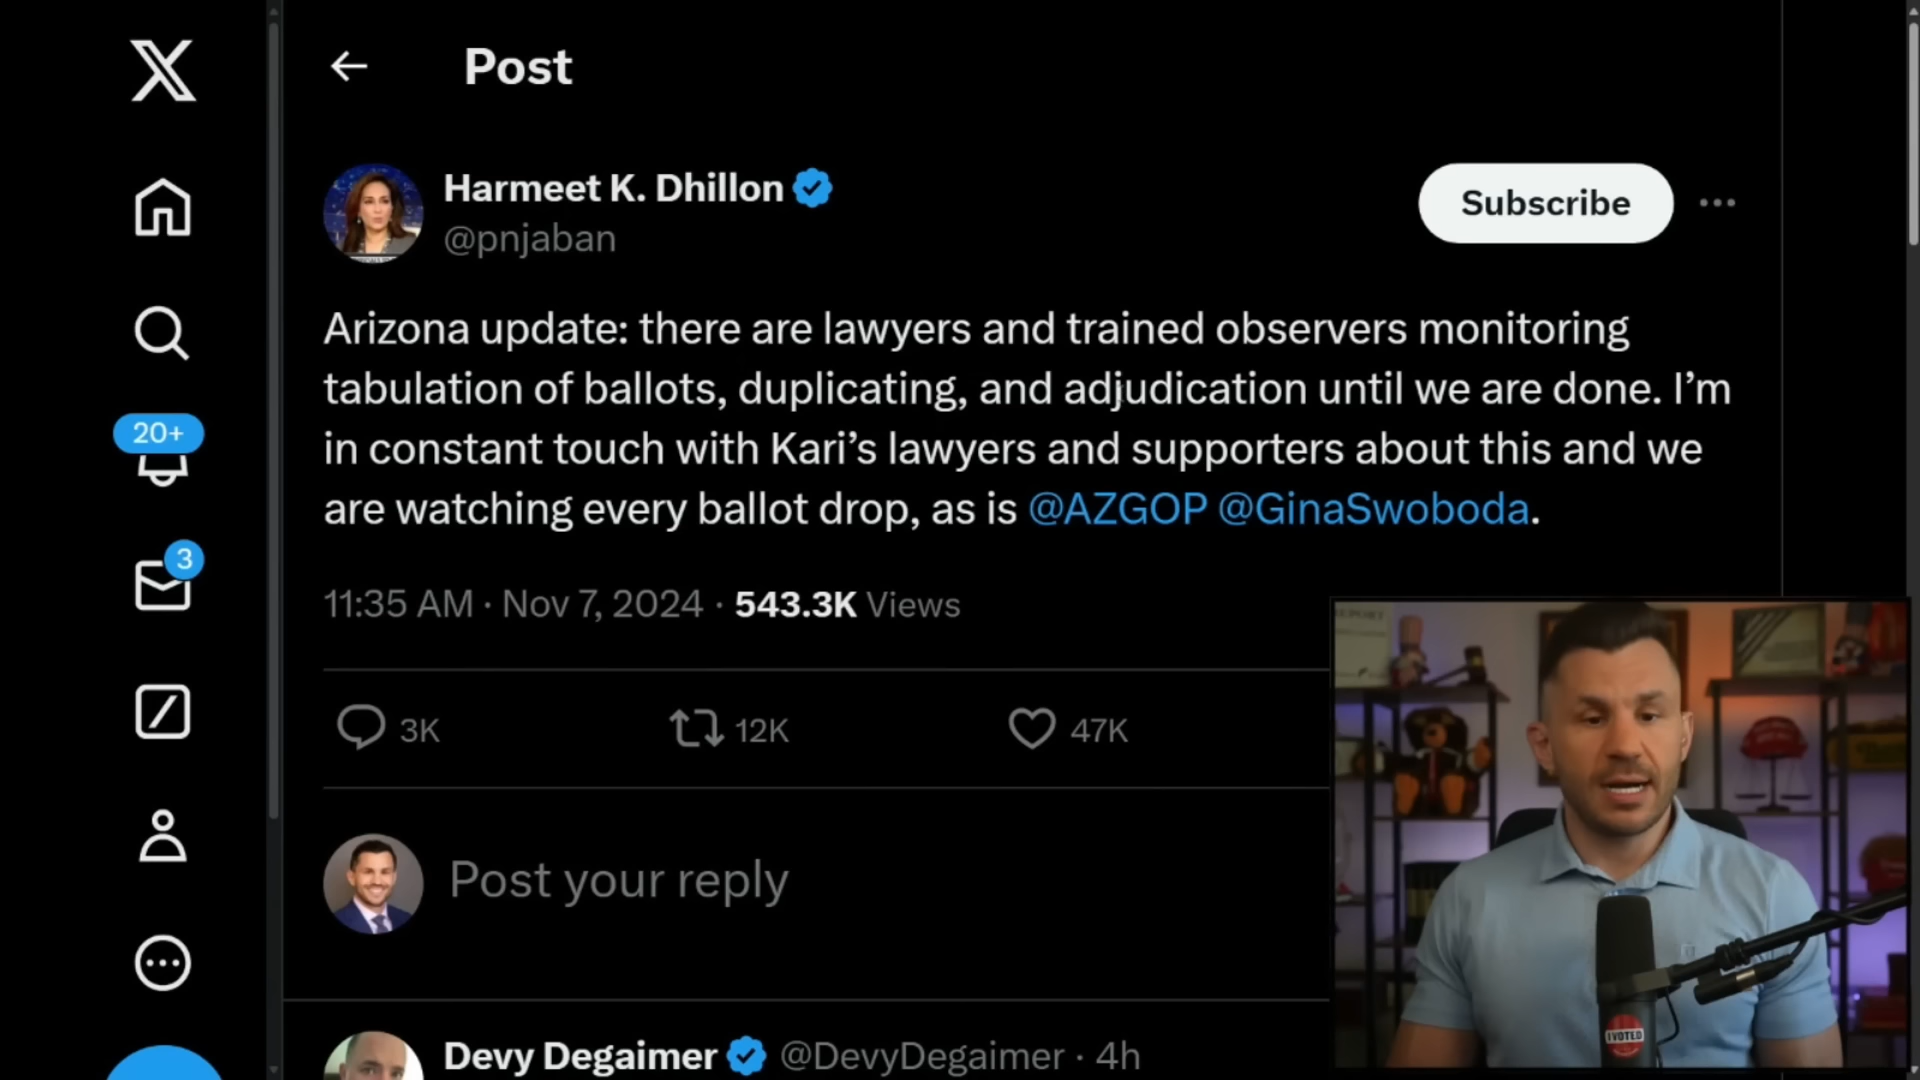 Post
Harmeet K. Dhillon
@pnjaban
Subscribe
Arizona update: there are lawyers and trained observers monitoring
tabulation of ballots, duplicating, and adjudication until we are done. I’m
in constant touch with Kari’s lawyers and supporters about this and we
are watching every ballot drop, as is @AZGOP @GinaSwoboda.
20+
3
11:35 AM · Nov 7, 2024 · 543.3K Views
3K
12K
47K
Post your reply
I VOTED
Devy Degaimer @DevyDegaimer · 4h